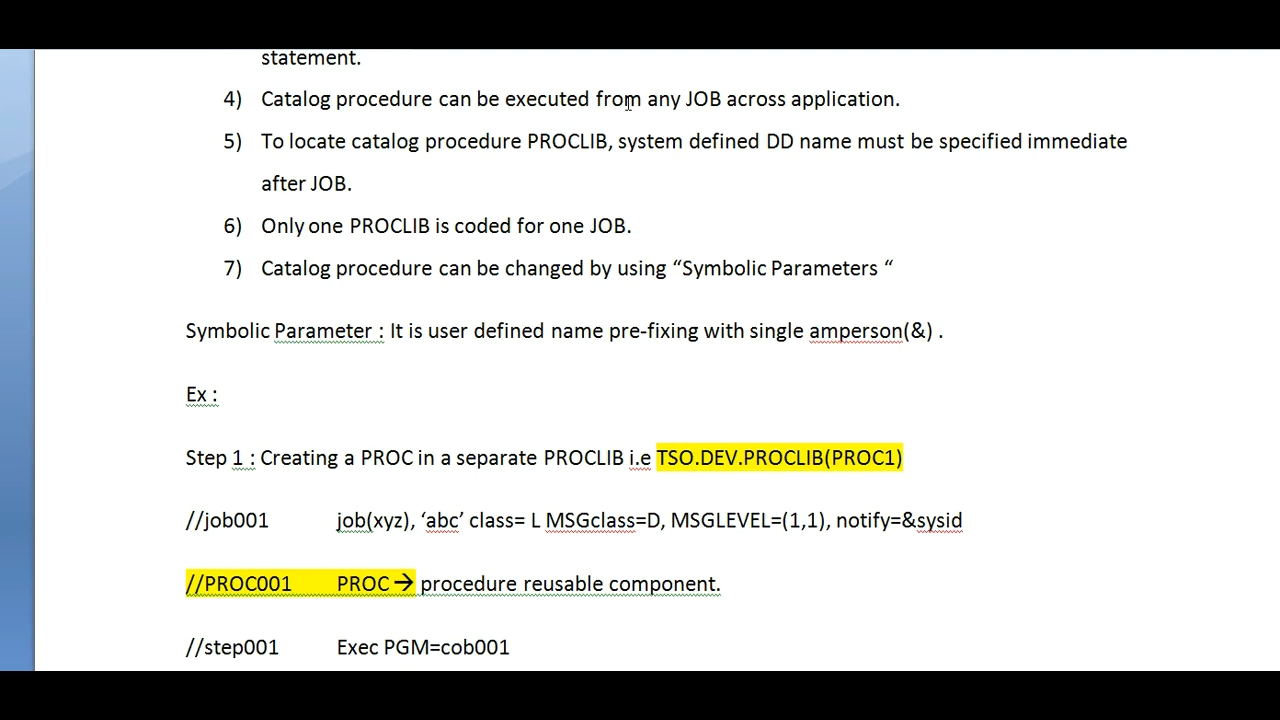 statement.
4) Catalog procedure can be executed from any JOB across application.
5) To locate catalog procedure PROCLIB, system defined DD name must be specified immediate
after JOB.
6) Only one PROCLIB is coded for one JOB.
7) Catalog procedure can be changed by using “Symbolic Parameters “
Symbolic Parameter : It is user defined name pre-fixing with single amperson(&) .
Ex :
Step 1 : Creating a PROC in a separate PROCLIB i.e TSO.DEV.PROCLIB(PROC1)
//job001 job(xyz), ‘abc’ class= L MSGclass=D, MSGLEVEL=(1,1), notify=&sysid
//PROC001 PROC → procedure reusable component.
//step001 Exec PGM=cob001